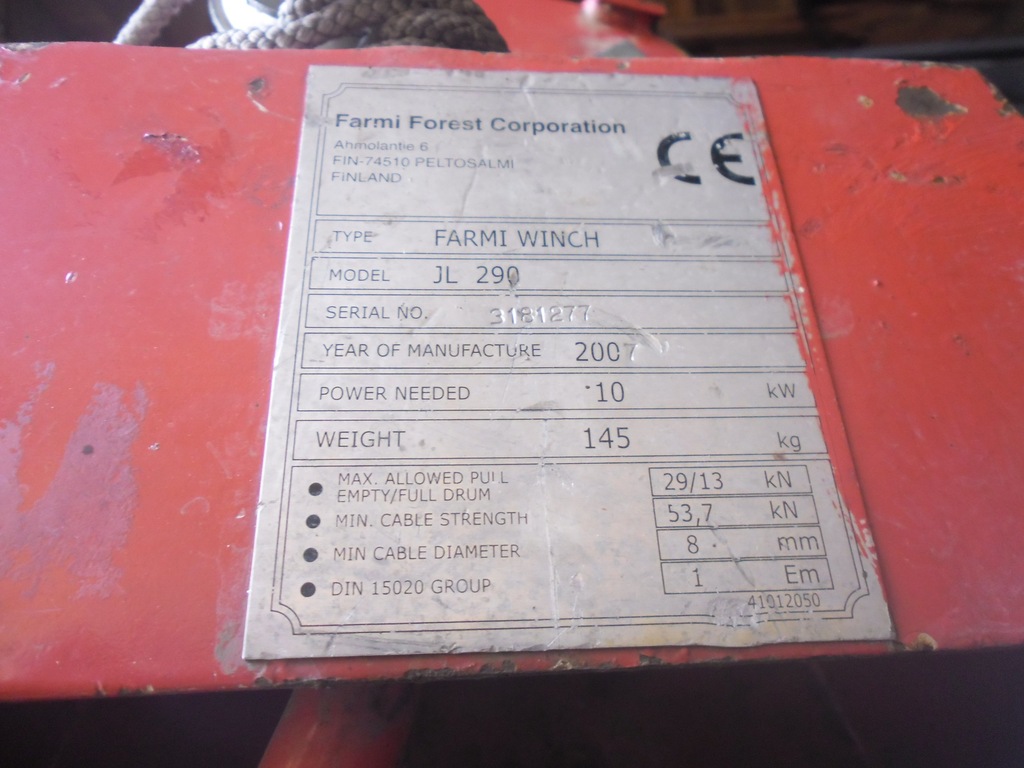 Farmi Forest Corporation
Ahmolantie 6
FIN-74510 PELTOSALMI
FINLAND
CE
TYPE FARMI WINCH
MODEL JL 290
SERIAL NO. 3181277
YEAR OF MANUFACTURE 2007
POWER NEEDED 10 kW
WEIGHT 145 kg
MAX. ALLOWED PULL
EMPTY/FULL DRUM 29/13 kN
MIN. CABLE STRENGTH 53,7 kN
MIN CABLE DIAMETER 8 mm
DIN 15020 GROUP 1 Em
41012050